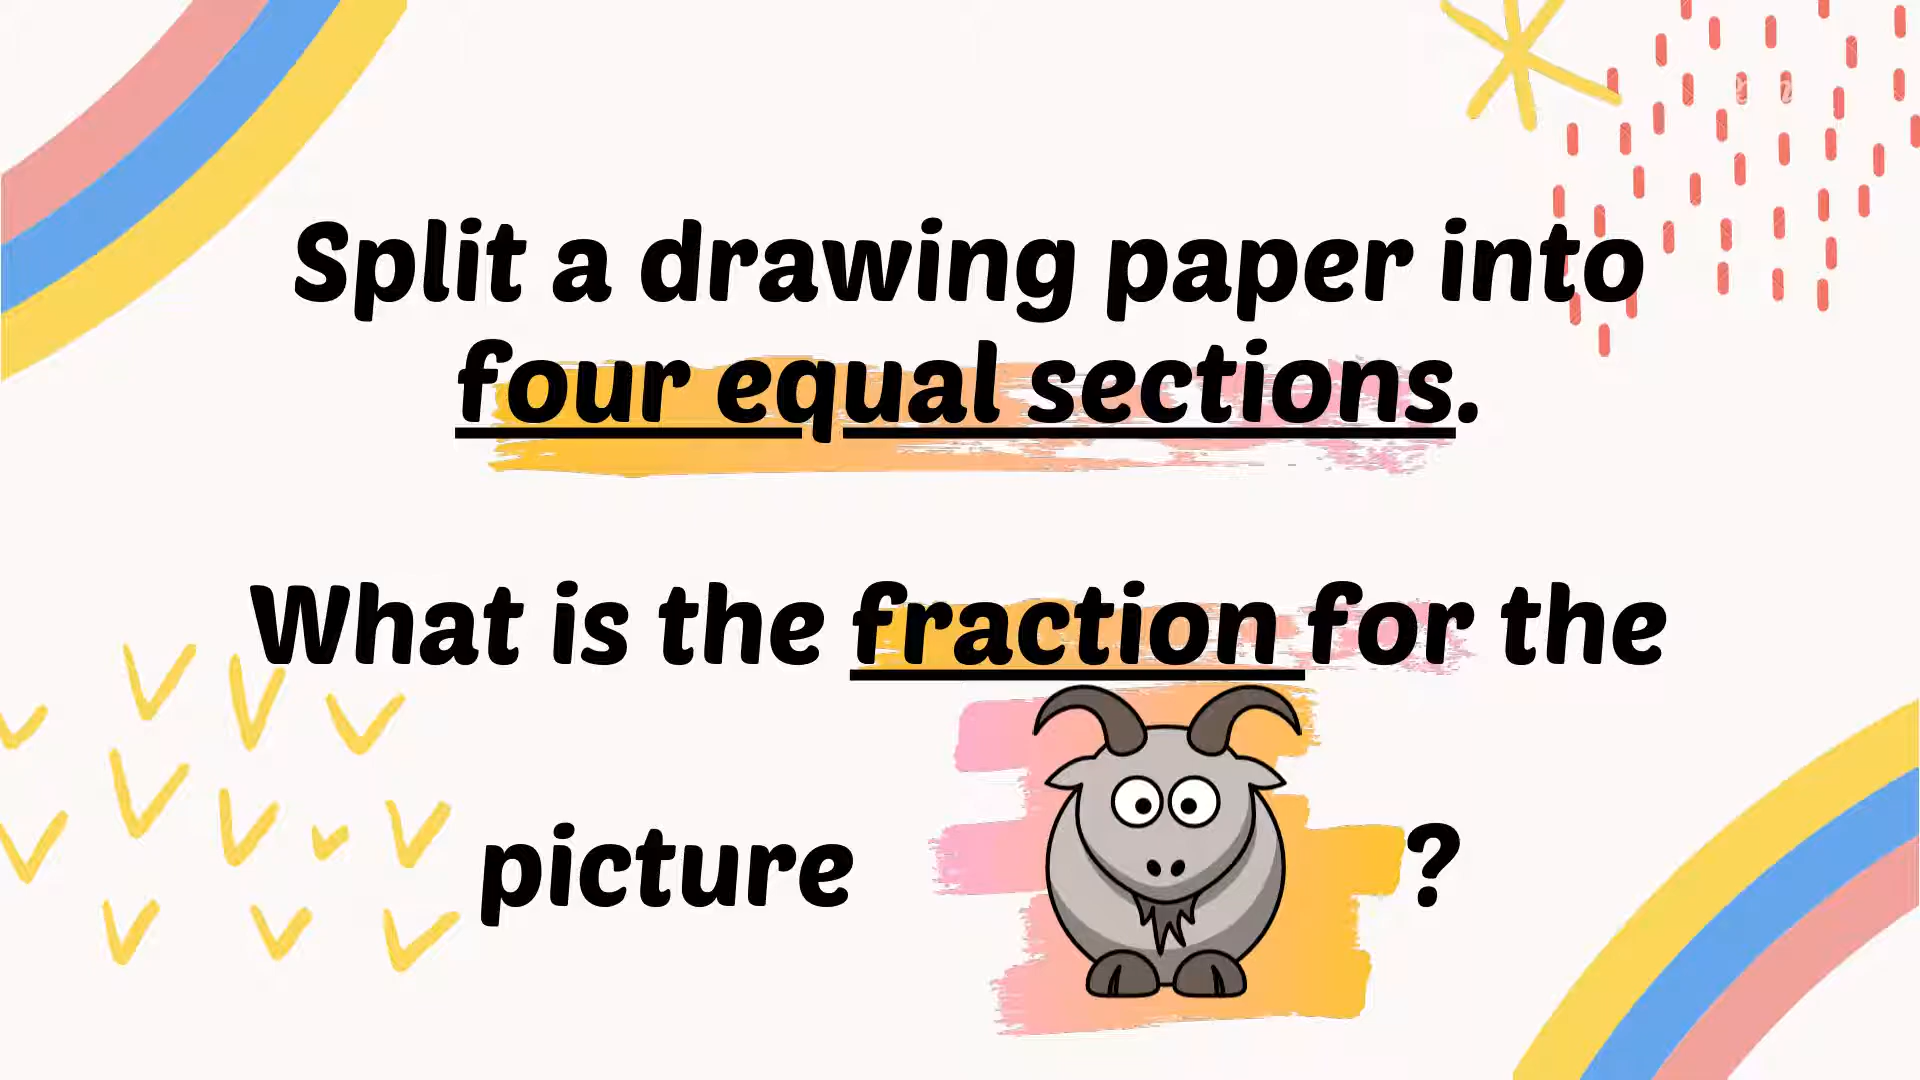 Split a drawing paper into
four equal sections.
What is the fraction for the
picture ?